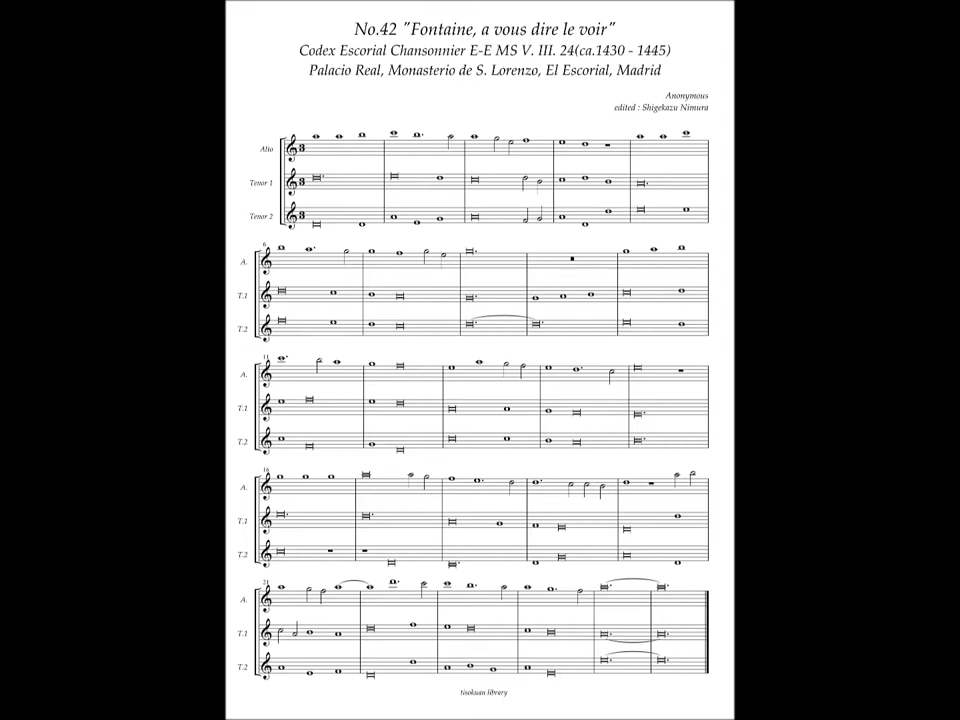 No.42 "Fontaine, a vous dire le voir"
Codex Escorial Chansonnier E-E MS V. III. 24(ca.1430 - 1445)
Palacio Real, Monasterio de S. Lorenzo, El Escorial, Madrid
Anonymous
edited : Shigekazu Nimura
Alto
Tenor 1
Tenor 2
6
A.
T.1
T.2
11
A.
T.1
T.2
16
A.
T.1
T.2
21
A.
T.1
T.2
tisokuan library